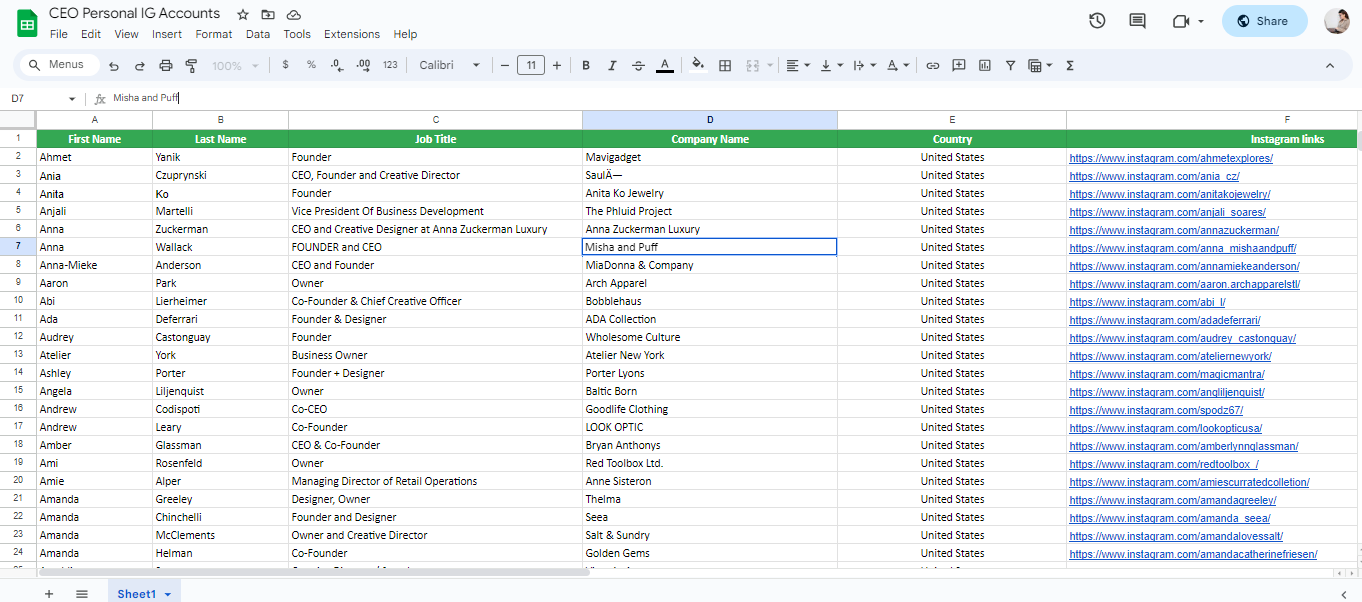 CEO Personal IG Accounts
File Edit View Insert Format Data Tools Extensions Help
Share
Menus 100% $ % .0 .00 123 Calibri 11 B I A
D7 fx Misha and Puff
A B C D E F
1 First Name Last Name Job Title Company Name Country Instagram links
2 Ahmet Yanik Founder Mavigadget United States https://www.instagram.com/ahmetexplores/
3 Ania Czuprynski CEO, Founder and Creative Director SaulÄ— United States https://www.instagram.com/ania_cz/
4 Anita Ko Founder Anita Ko Jewelry United States https://www.instagram.com/anitakojewelry/
5 Anjali Martelli Vice President Of Business Development The Phluid Project United States https://www.instagram.com/anjali_soares/
6 Anna Zuckerman CEO and Creative Designer at Anna Zuckerman Luxury Anna Zuckerman Luxury United States https://www.instagram.com/annazuckerman/
7 Anna Wallack FOUNDER and CEO Misha and Puff United States https://www.instagram.com/anna_mishaandpuff/
8 Anna-Mieke Anderson CEO and Founder MiaDonna & Company United States https://www.instagram.com/annamiekeanderson/
9 Aaron Park Owner Arch Apparel United States https://www.instagram.com/aaron.archapparelstl/
10 Abi Lierheimer Co-Founder & Chief Creative Officer Bobblehaus United States https://www.instagram.com/abi_l/
11 Ada Deferrari Founder & Designer ADA Collection United States https://www.instagram.com/adadeferrari/
12 Audrey Castonguay Founder Wholesome Culture United States https://www.instagram.com/audrey_castonguay/
13 Atelier York Business Owner Atelier New York United States https://www.instagram.com/ateliernewyork/
14 Ashley Porter Founder + Designer Porter Lyons United States https://www.instagram.com/magicmantra/
15 Angela Liljenquist Owner Baltic Born United States https://www.instagram.com/angliljenquist/
16 Andrew Codispoti Co-CEO Goodlife Clothing United States https://www.instagram.com/spodz67/
17 Andrew Leary Co-Founder LOOK OPTIC United States https://www.instagram.com/lookopticusa/
18 Amber Glassman CEO & Co-Founder Bryan Anthonys United States https://www.instagram.com/amberlynnglassman/
19 Ami Rosenfeld Owner Red Toolbox Ltd. United States https://www.instagram.com/redtoolbox_/
20 Amie Alper Managing Director of Retail Operations Anne Sisteron United States https://www.instagram.com/amiescurratedcolletion/
21 Amanda Greeley Designer, Owner Thelma United States https://www.instagram.com/amandagreeley/
22 Amanda Chinchelli Founder and Designer Seea United States https://www.instagram.com/amanda_seea/
23 Amanda McClements Owner and Creative Director Salt & Sundry United States https://www.instagram.com/amandalovessalt/
24 Amanda Helman Co-Founder Golden Gems United States https://www.instagram.com/amandacatherinefriesen/
Sheet1